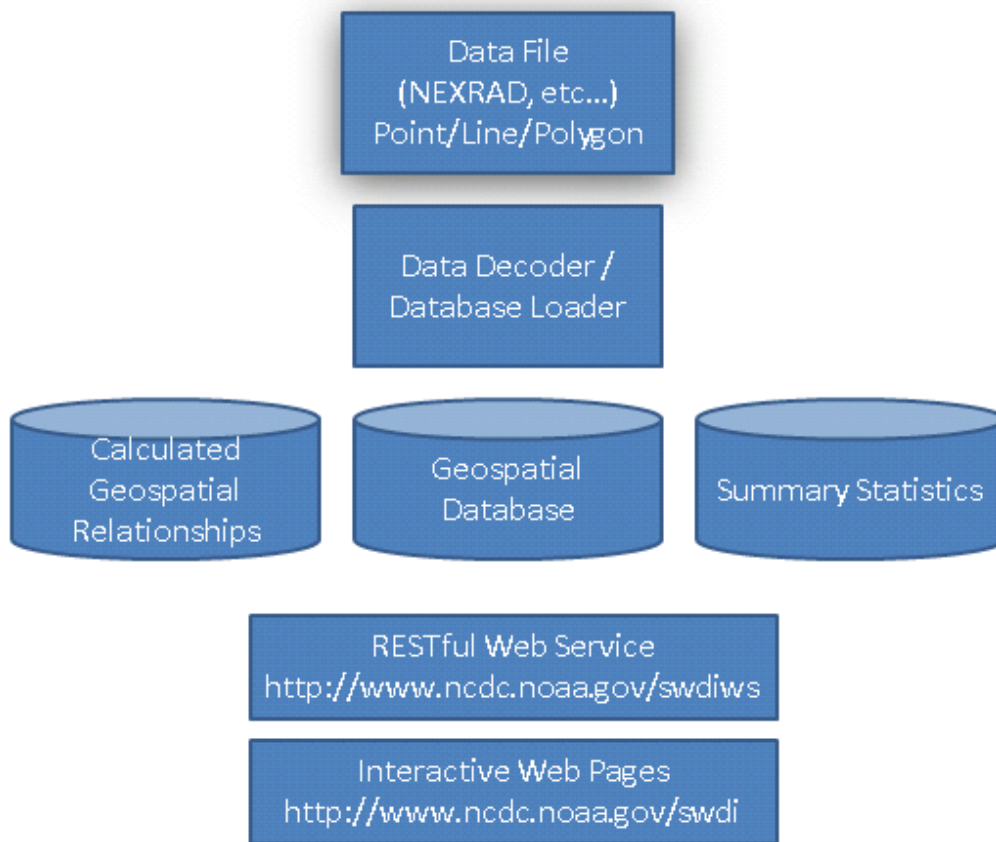 Data File
(NEXRAD, etc...)
Point/Line/Polygon
Data Decoder /
Database Loader
Calculated
Geospatial
Relationships
Geospatial
Database
Summary Statistics
RESTful Web Service
http://www.ncdc.noaa.gov/swdiws
Interactive Web Pages
http://www.ncdc.noaa.gov/swdi